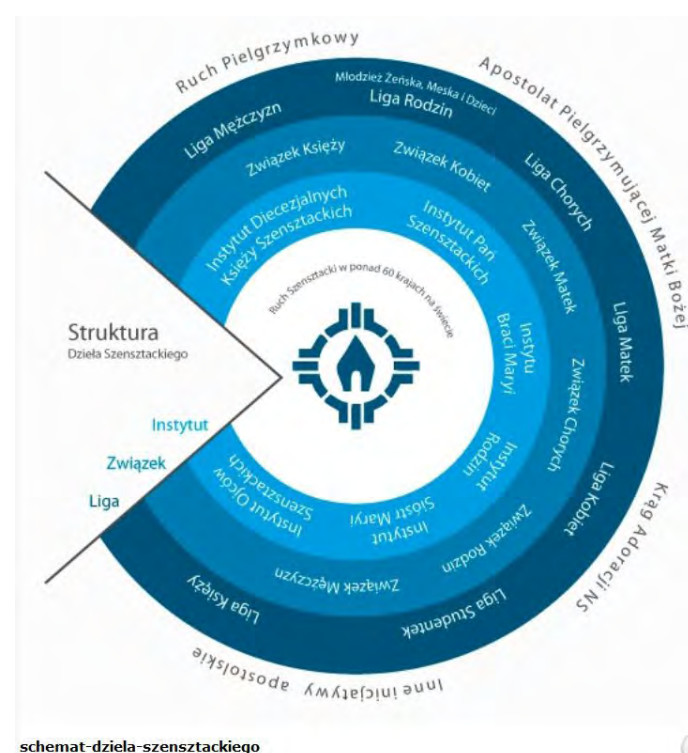 Ruch Pielgrzymkowy
Apostolat Pielgrzymującej Matki Bożej
Krąg Adoracji NS
Inne inicjatywy apostolskie
Liga Mężczyzn
Młodzież Żeńska, Meska i Dzieci
Liga Rodzin
Liga Chorych
LIga Matek
Liga Kobiet
Liga Studentek
Liga Księży
Związek Księży
Związek Kobiet
Związek Matek
Związek Chorych
Związek Rodzin
Związek Mężczyzn
Instytut Diecezjalnych
Księży Szensztackich
Instytut Pań
Szensztackich
Instytu
Braci Maryi
Instytut
Rodzin
Instytut
Sióstr Maryi
Instytut Ojców
Szensztackich
Ruch Szensztacki w ponad 60 krajach na świecie
Struktura
Dzieła Szensztackiego
Instytut
Związek
Liga
schemat-dziela-szensztackiego